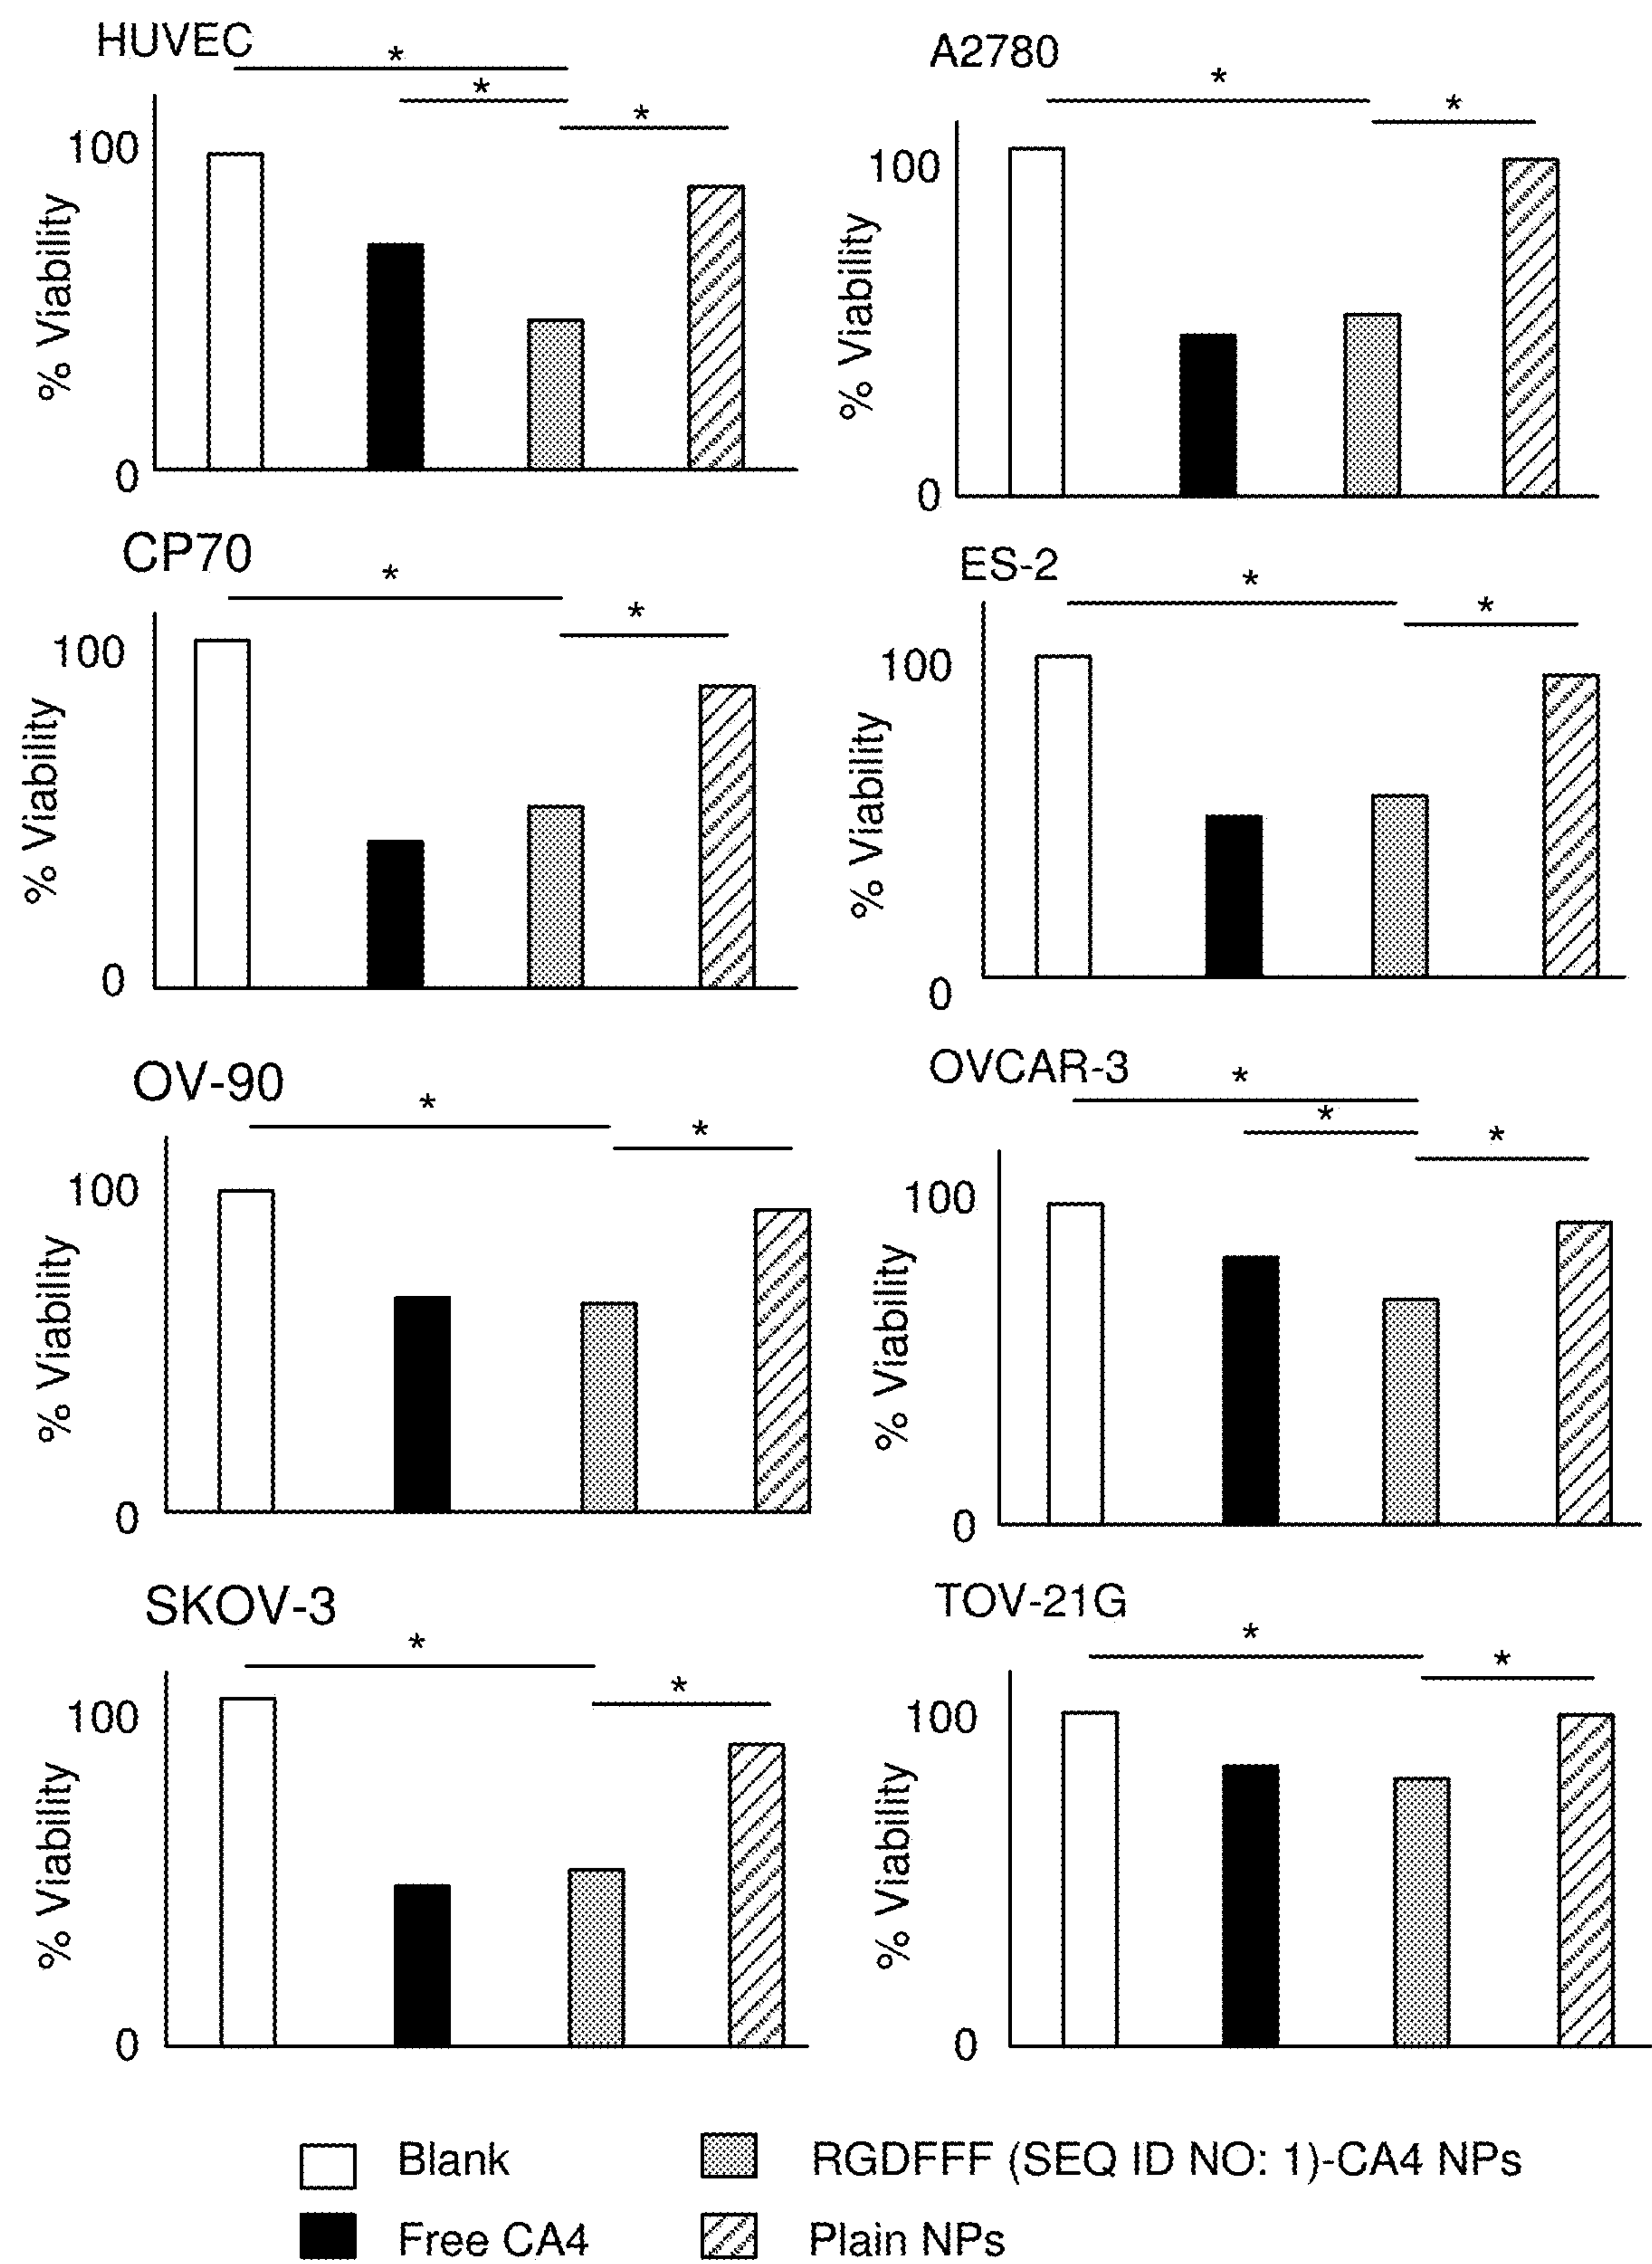 HUVEC
*
*
*
100
% Viability
0
A2780
*
*
100
% Viability
0
CP70
*
*
100
% Viability
0
ES-2
*
*
100
% Viability
0
OV-90
*
*
100
% Viability
0
OVCAR-3
*
*
*
100
% Viability
0
SKOV-3
*
*
100
% Viability
0
TOV-21G
*
*
100
% Viability
0
Blank
RGDFFF (SEQ ID NO: 1)-CA4 NPs
Free CA4
Plain NPs